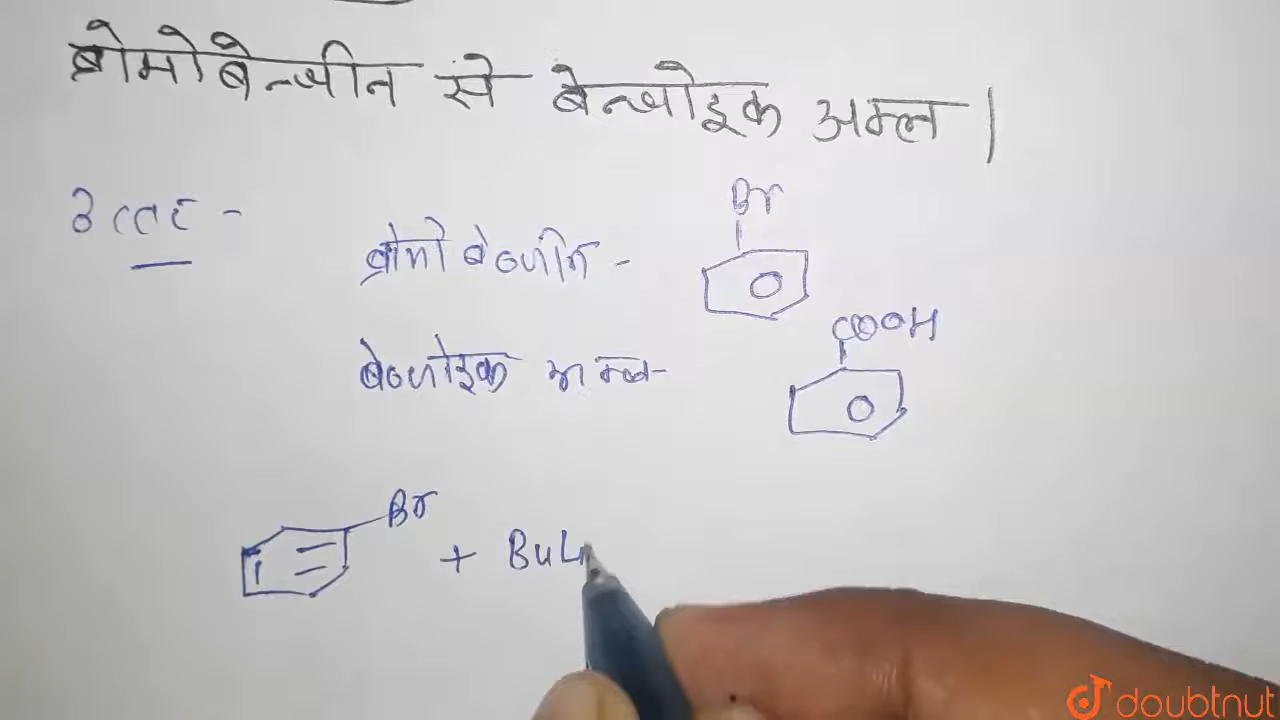 ब्रोमोबेन्जीन से बेन्जोइक अम्ल।
उत्तर -
Br
ब्रोमो बेन्जीन -
COOH
बेन्जोइक अम्ल-
Br
+ BuLi
doubtnut